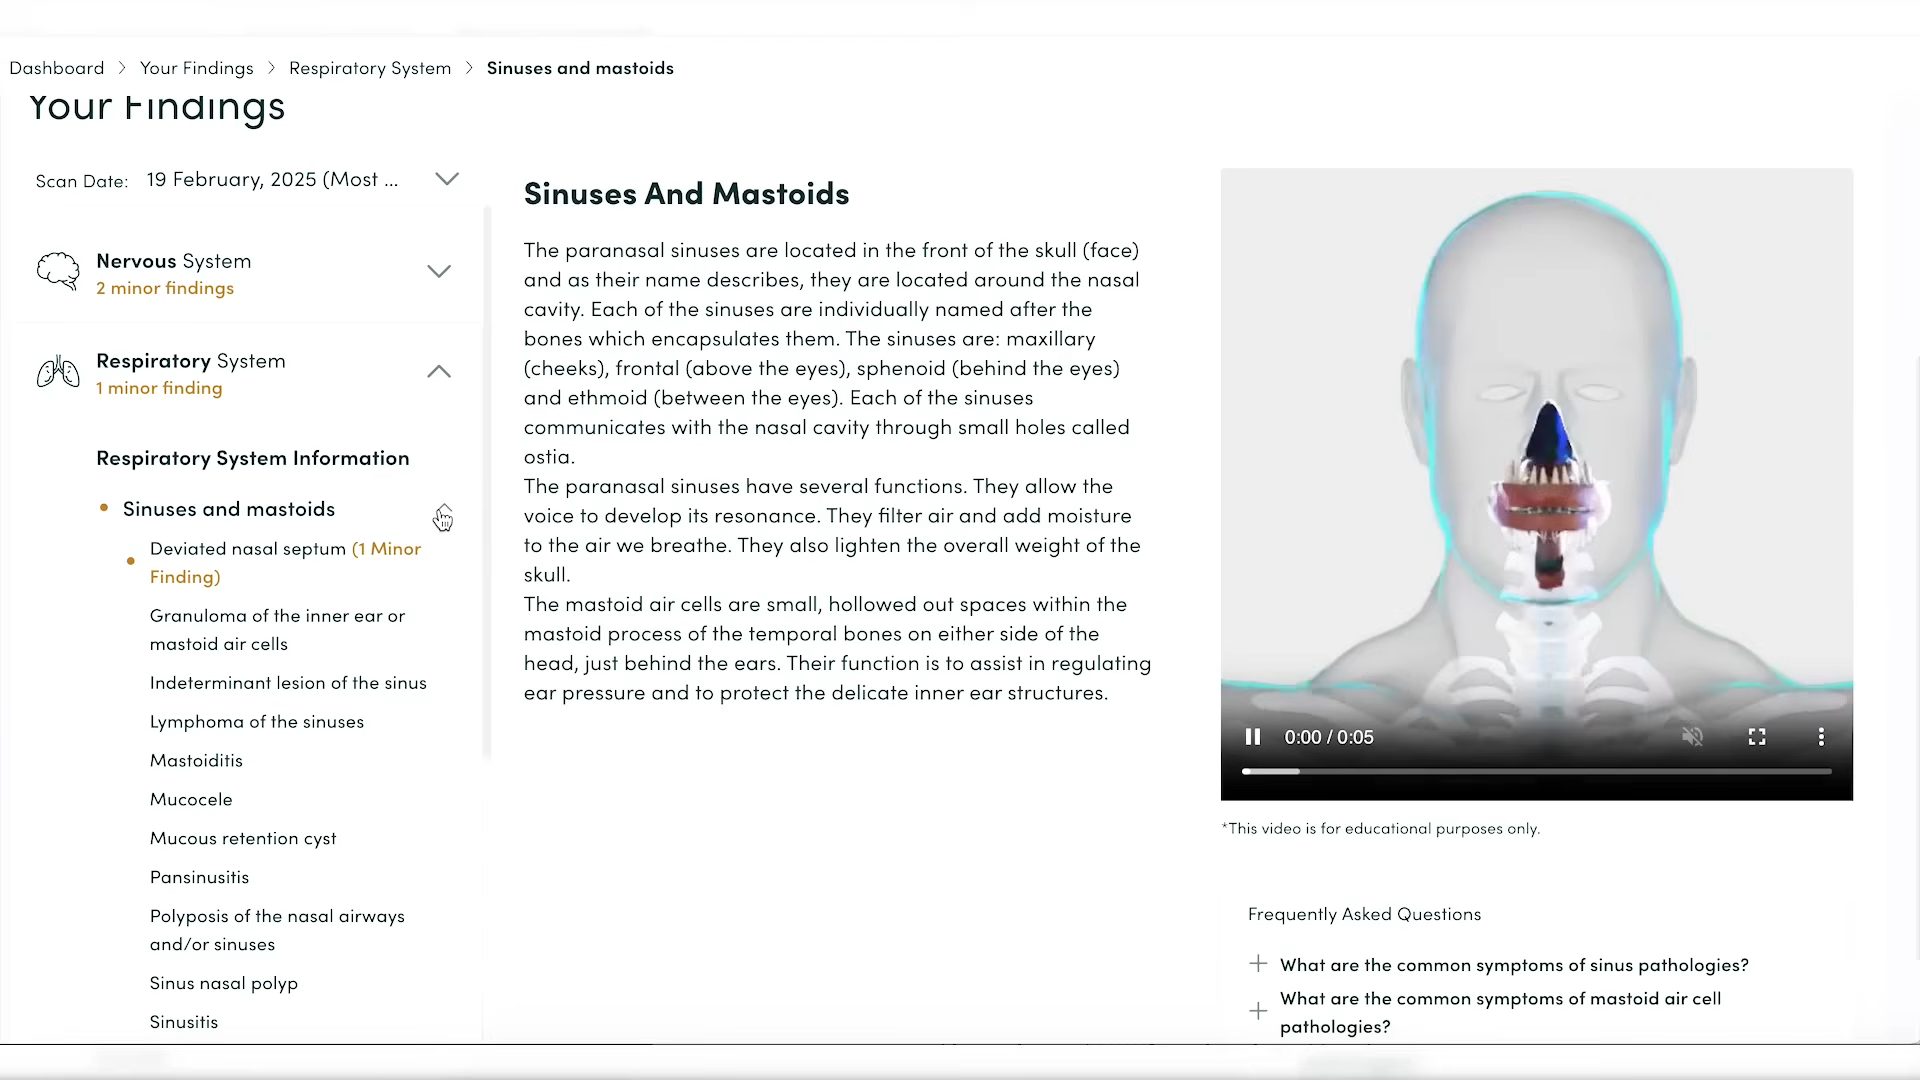 Dashboard > Your Findings > Respiratory System > Sinuses and mastoids
Your Findings
Scan Date: 19 February, 2025 (Most ...
Nervous System
2 minor findings
Respiratory System
1 minor finding
Respiratory System Information
Sinuses and mastoids
Deviated nasal septum (1 Minor
Finding)
Granuloma of the inner ear or
mastoid air cells
Indeterminant lesion of the sinus
Lymphoma of the sinuses
Mastoiditis
Mucocele
Mucous retention cyst
Pansinusitis
Polyposis of the nasal airways
and/or sinuses
Sinus nasal polyp
Sinusitis
Sinuses And Mastoids
The paranasal sinuses are located in the front of the skull (face)
and as their name describes, they are located around the nasal
cavity. Each of the sinuses are individually named after the
bones which encapsulates them. The sinuses are: maxillary
(cheeks), frontal (above the eyes), sphenoid (behind the eyes)
and ethmoid (between the eyes). Each of the sinuses
communicates with the nasal cavity through small holes called
ostia.
The paranasal sinuses have several functions. They allow the
voice to develop its resonance. They filter air and add moisture
to the air we breathe. They also lighten the overall weight of the
skull.
The mastoid air cells are small, hollowed out spaces within the
mastoid process of the temporal bones on either side of the
head, just behind the ears. Their function is to assist in regulating
ear pressure and to protect the delicate inner ear structures.
0:00 / 0:05
*This video is for educational purposes only.
Frequently Asked Questions
What are the common symptoms of sinus pathologies?
What are the common symptoms of mastoid air cell
pathologies?